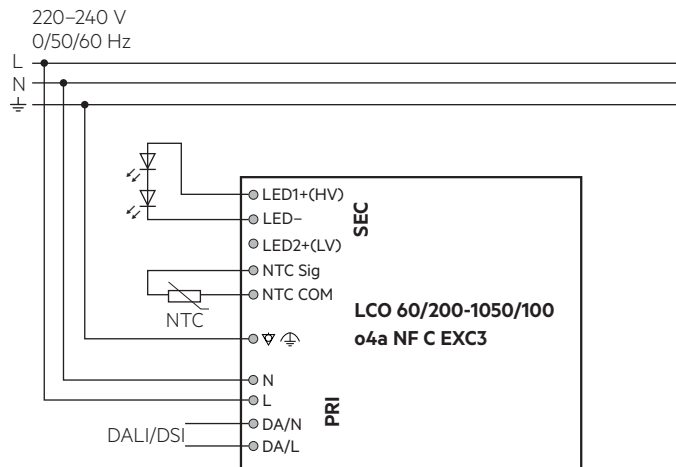 220–240 V
0/50/60 Hz
L
N
LED1+(HV)
LED–
LED2+(LV)
NTC Sig
NTC COM
NTC
SEC
LCO 60/200-1050/100
o4a NF C EXC3
N
L
DA/N
DA/L
DALI/DSI
PRI